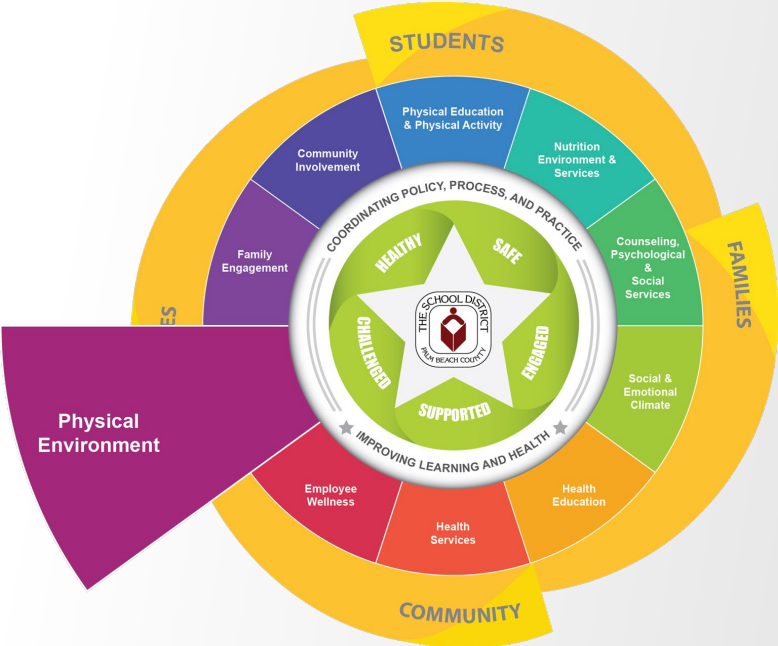 STUDENTS
Physical Education
& Physical Activity
Nutrition
Environment &
Services
Counseling,
Psychological
&
Social
Services
FAMILIES
Social &
Emotional
Climate
Health
Education
Health
Services
COMMUNITY
Employee
Wellness
Physical
Environment
ES
Family
Engagement
Community
Involvement
COORDINATING POLICY, PROCESS, AND PRACTICE
IMPROVING LEARNING AND HEALTH
HEALTHY
SAFE
ENGAGED
SUPPORTED
CHALLENGED
THE SCHOOL DISTRICT
PALM BEACH COUNTY